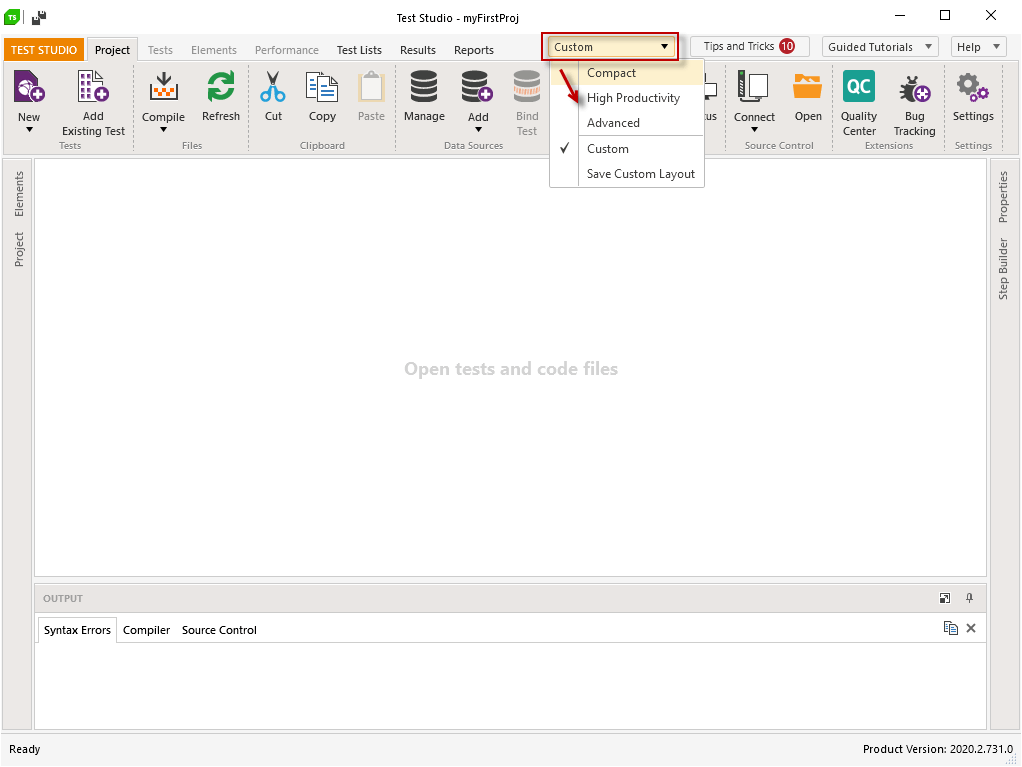 TS
Test Studio - myFirstProj
TEST STUDIO
Project
Tests
Elements
Performance
Test Lists
Results
Reports
Custom
Tips and Tricks 10
Guided Tutorials
Help
New
Add
Existing Test
Tests
Compile
Refresh
Files
Cut
Copy
Paste
Clipboard
Manage
Add
Bind
Test
Data Sources
Compact
High Productivity
Advanced
Custom
Save Custom Layout
Connect
Open
Source Control
QC
Quality
Center
Bug
Tracking
Extensions
Settings
Settings
Elements
Project
Open tests and code files
Properties
Step Builder
OUTPUT
Syntax Errors
Compiler
Source Control
Ready
Product Version: 2020.2.731.0